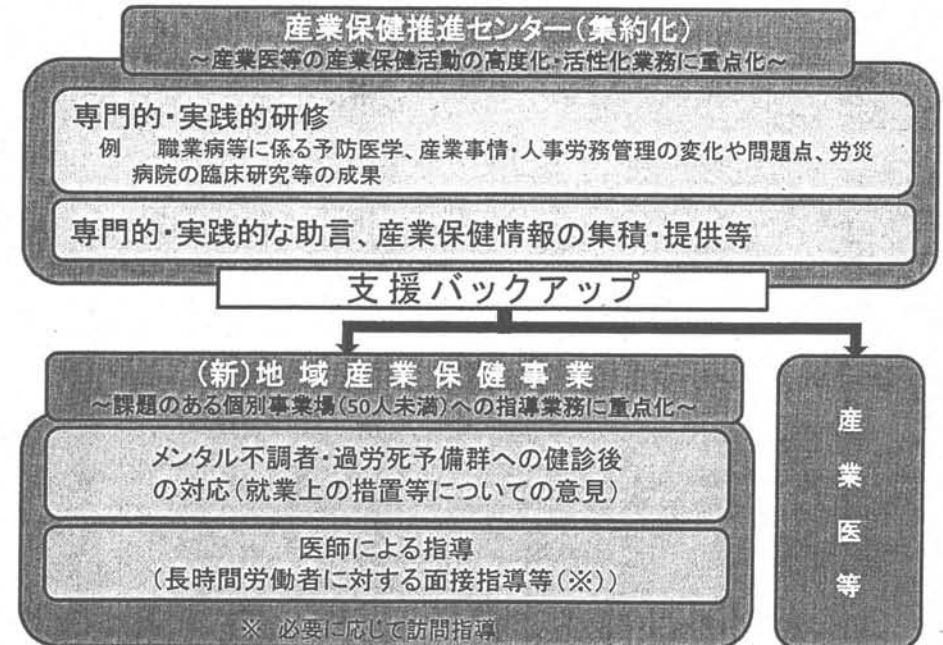 産業保健推進センター(集約化)
～産業医等の産業保健活動の高度化・活性化業務に重点化～
専門的・実践的研修
例　職業病等に係る予防医学、産業事情・人事労務管理の変化や問題点、労災
病院の臨床研究等の成果
専門的・実践的な助言、産業保健情報の集積・提供等
支援バックアップ
(新)地域産業保健事業
～課題のある個別事業場(50人未満)への指導業務に重点化～
メンタル不調者・過労死予備群への健診後
の対応(就業上の措置等についての意見)
医師による指導
(長時間労働者に対する面接指導等(※))
※　必要に応じて訪問指導
産業医等